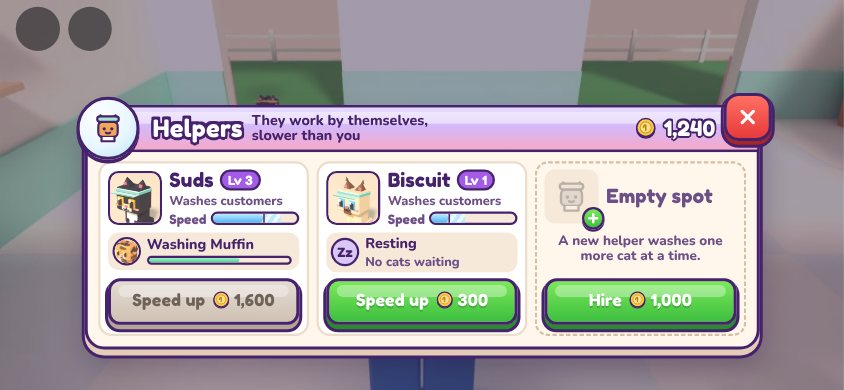 Helpers
They work by themselves,
slower than you
1,240
Suds Lv 3
Washes customers
Speed
Washing Muffin
Speed up 1,600
Biscuit Lv 1
Washes customers
Speed
Zz
Resting
No cats waiting
Speed up 300
Empty spot
A new helper washes one
more cat at a time.
Hire 1,000